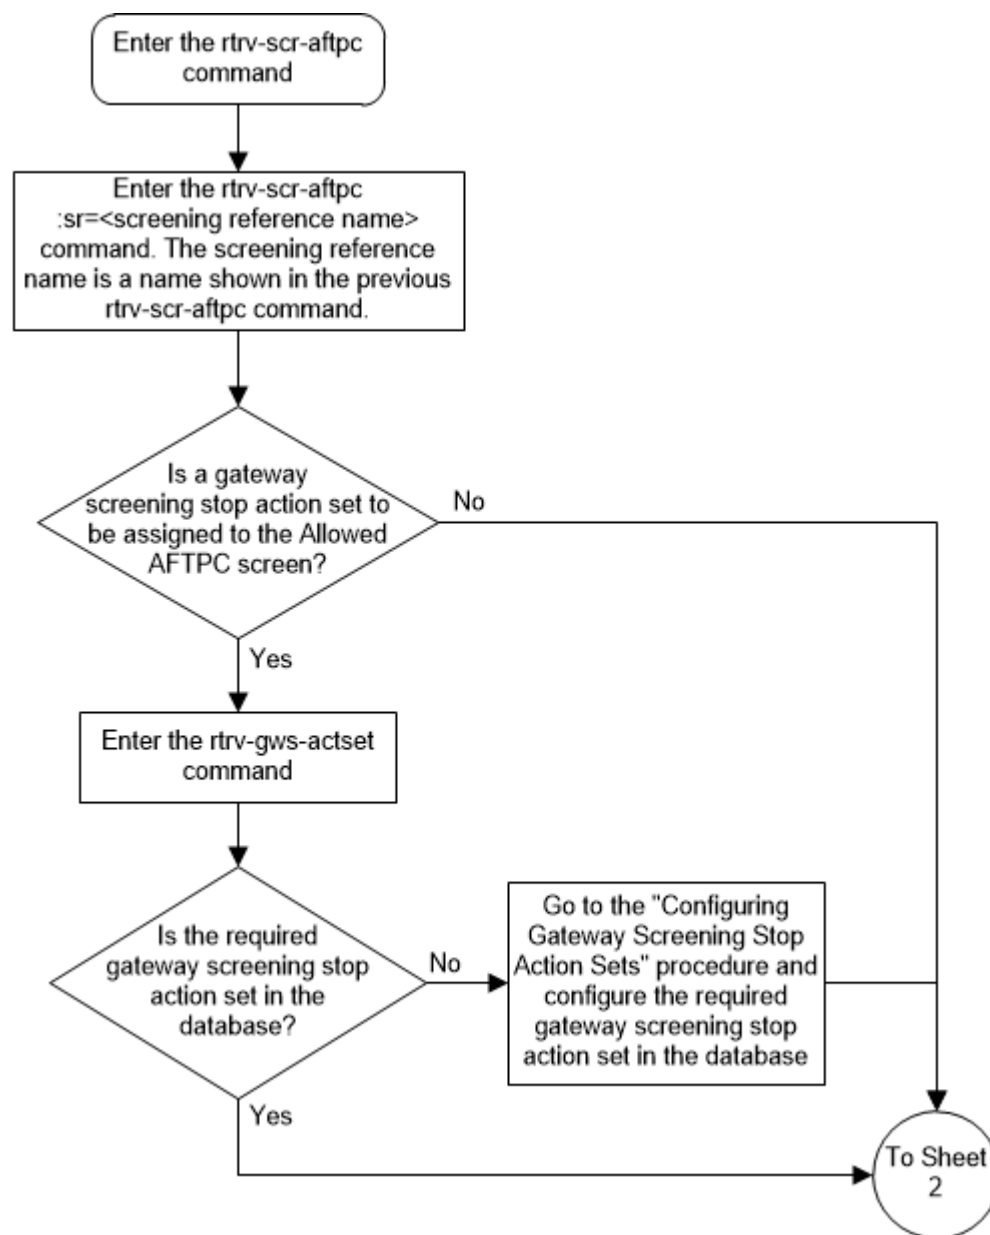 Enter the rtrv-scr-aftpc
command
Enter the rtrv-scr-aftpc
:sr=<screening reference name>
command. The screening reference
name is a name shown in the previous
rtrv-scr-aftpc command.
Is a gateway
screening stop action set to
be assigned to the Allowed
AFTPC screen?
No
Yes
Enter the rtrv-gws-actset
command
Is the required
gateway screening stop
action set in the
database?
No
Go to the "Configuring
Gateway Screening Stop
Action Sets" procedure and
configure the required
gateway screening stop
action set in the database
Yes
To Sheet
2